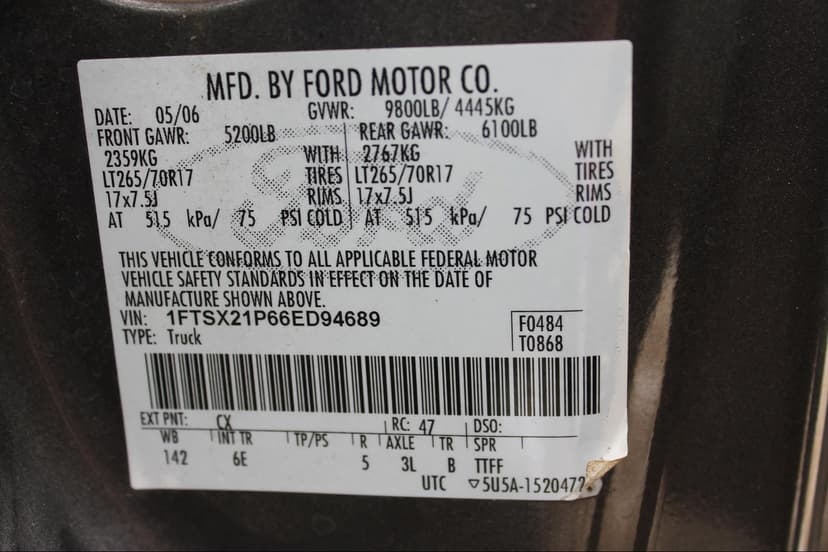 MFD. BY FORD MOTOR CO.
DATE: 05/06 GVWR: 9800LB/ 4445KG
FRONT GAWR: 5200LB REAR GAWR: 6100LB
2359KG WITH 2767KG WITH
LT265/70R17 TIRES LT265/70R17 TIRES
17x7.5J RIMS 17x7.5J RIMS
AT 515 kPa/ 75 PSI COLD AT 515 kPa/ 75 PSI COLD
Ford
THIS VEHICLE CONFORMS TO ALL APPLICABLE FEDERAL MOTOR
VEHICLE SAFETY STANDARDS IN EFFECT ON THE DATE OF
MANUFACTURE SHOWN ABOVE.
VIN: 1FTSX21P66ED94689 F0484
TYPE: Truck T0868
EXT PNT: CX RC: 47 DSO:
WB INT TR TP/PS R AXLE TR SPR
142 6E 5 3L B TTFF
UTC